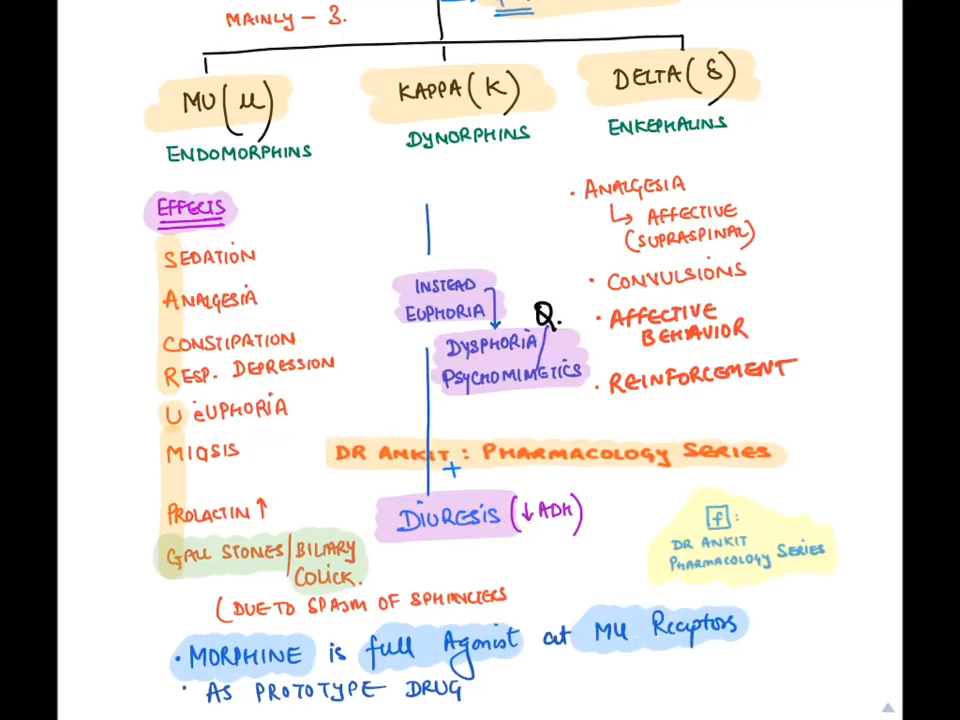 MAINLY - 3.
MU (μ)
KAPPA (K)
DELTA (δ)
ENDOMORPHINS
DYNORPHINS
ENKEPHALINS
EFFECTS
SEDATION
ANALGESIA
CONSTIPATION
RESP. DEPRESSION
U EUPHORIA
MIOSIS
PROLACTIN ↑
GALL STONES / BILIARY
COLICK.
(DUE TO SPASM OF SPHINCTERS
INSTEAD
EUPHORIA
Q.
DYSPHORIA
PSYCHOMIMETICS
+
DIURESIS (↓ ADH)
• ANALGESIA
↳ AFFECTIVE
(SUPRASPINAL)
• CONVULSIONS
• AFFECTIVE
BEHAVIOR
• REINFORCEMENT
DR ANKIT : PHARMACOLOGY SERIES
f :
DR ANKIT
PHARMACOLOGY SERIES
• MORPHINE is full Agonist at MU Receptors
• AS PROTOTYPE DRUG